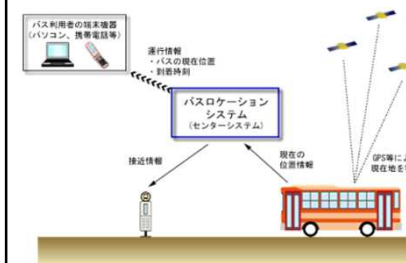 バス利用者の端末機器
(パソコン、携帯電話等)
運行情報
・バスの現在位置
・到着時刻
バスロケーション
システム
(センターシステム)
接近情報
現在の
位置情報
GPS等に
現在地を